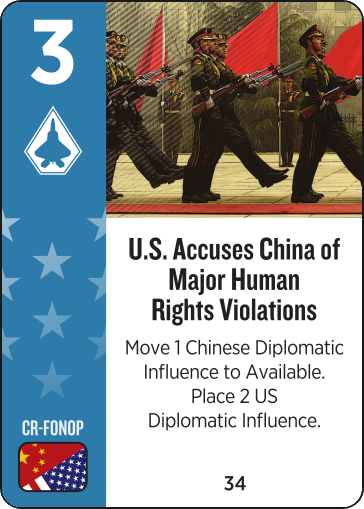 3
U.S. Accuses China of
Major Human
Rights Violations
Move 1 Chinese Diplomatic
Influence to Available.
Place 2 US
Diplomatic Influence.
CR-FONOP
34